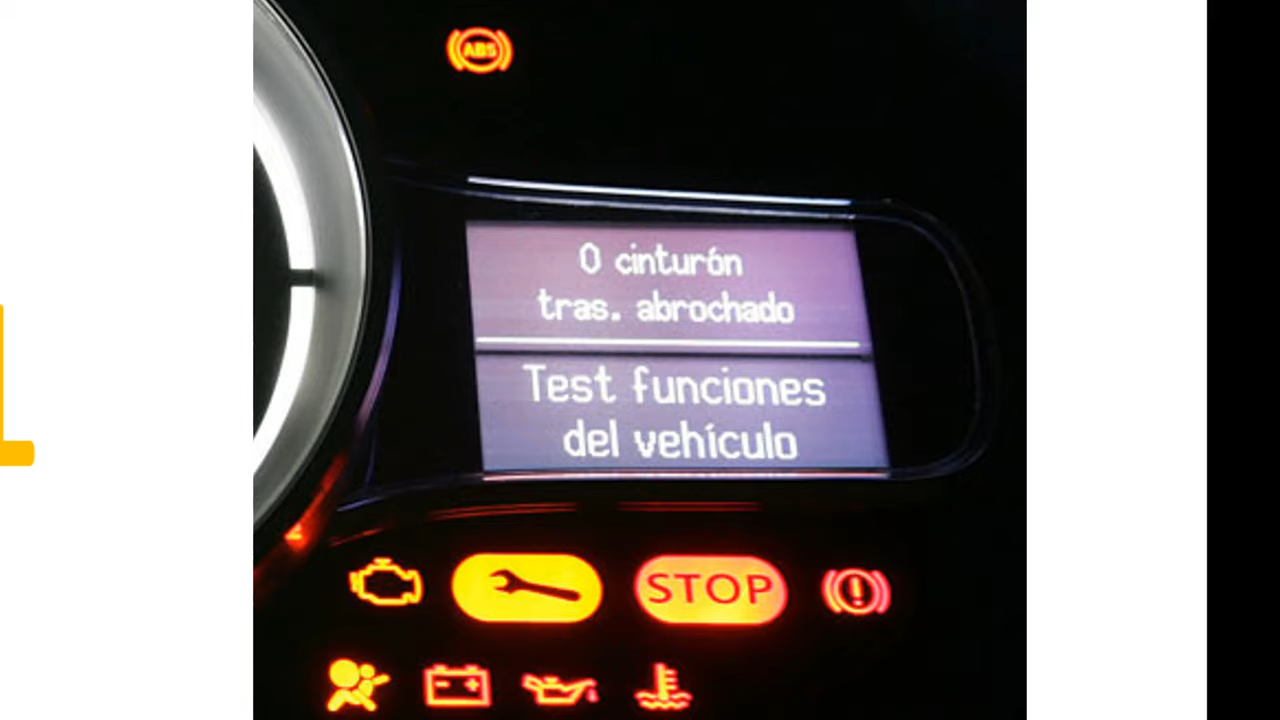 ABS
0 cinturón
tras. abrochado
Test funciones
del vehículo
STOP